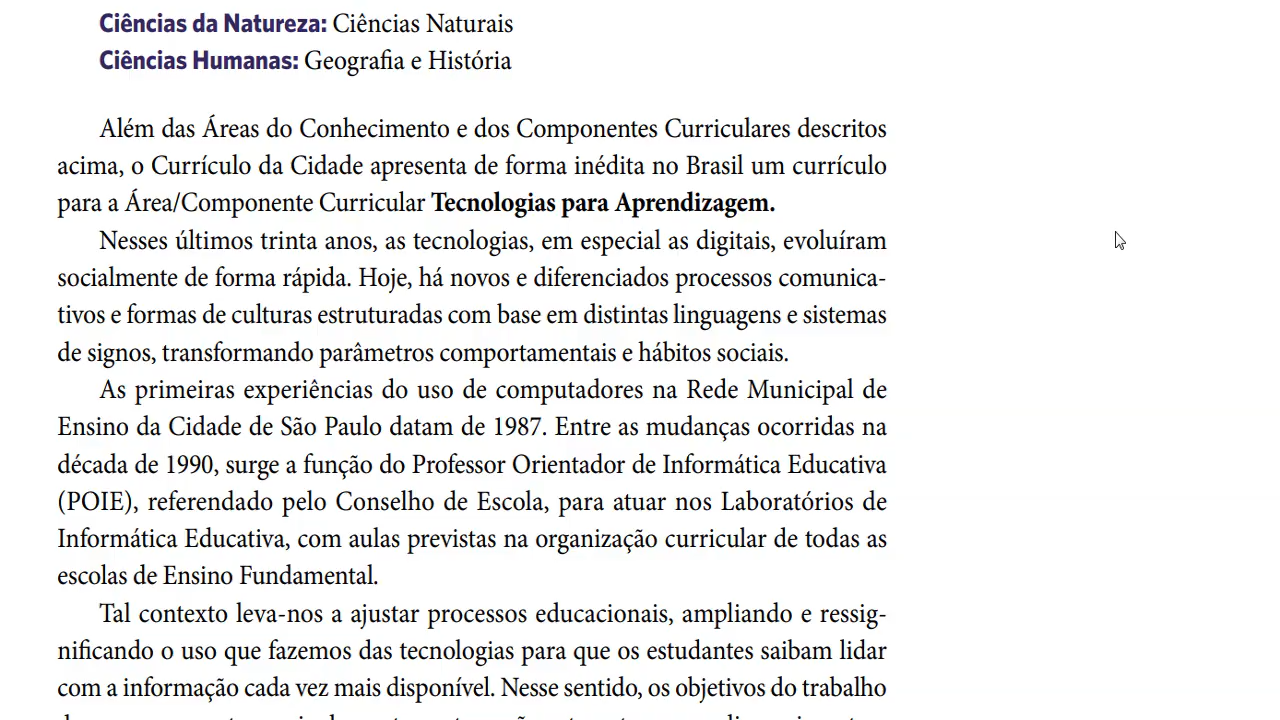 Ciências da Natureza: Ciências Naturais
Ciências Humanas: Geografia e História
Além das Áreas do Conhecimento e dos Componentes Curriculares descritos
acima, o Currículo da Cidade apresenta de forma inédita no Brasil um currículo
para a Área/Componente Curricular Tecnologias para Aprendizagem.
Nesses últimos trinta anos, as tecnologias, em especial as digitais, evoluíram
socialmente de forma rápida. Hoje, há novos e diferenciados processos comunica-
tivos e formas de culturas estruturadas com base em distintas linguagens e sistemas
de signos, transformando parâmetros comportamentais e hábitos sociais.
As primeiras experiências do uso de computadores na Rede Municipal de
Ensino da Cidade de São Paulo datam de 1987. Entre as mudanças ocorridas na
década de 1990, surge a função do Professor Orientador de Informática Educativa
(POIE), referendado pelo Conselho de Escola, para atuar nos Laboratórios de
Informática Educativa, com aulas previstas na organização curricular de todas as
escolas de Ensino Fundamental.
Tal contexto leva-nos a ajustar processos educacionais, ampliando e ressig-
nificando o uso que fazemos das tecnologias para que os estudantes saibam lidar
com a informação cada vez mais disponível. Nesse sentido, os objetivos do trabalho